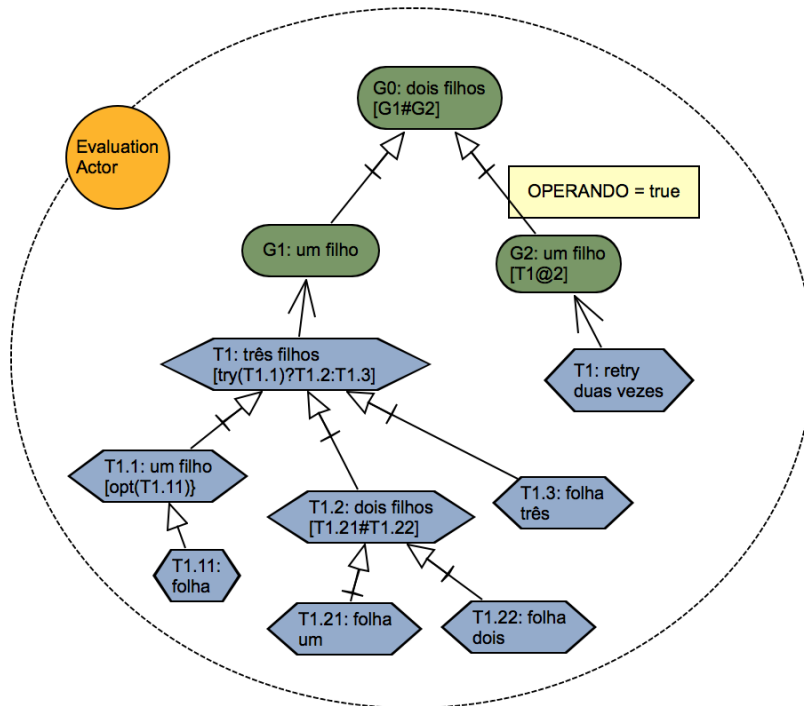 G0: dois filhos
[G1#G2]
Evaluation
Actor
OPERANDO = true
G1: um filho
G2: um filho
[T1@2]
T1: três filhos
[try(T1.1)?T1.2:T1.3]
T1: retry
duas vezes
T1.1: um filho
[opt(T1.11)}
T1.2: dois filhos
[T1.21#T1.22]
T1.3: folha
três
T1.11:
folha
T1.21: folha
um
T1.22: folha
dois